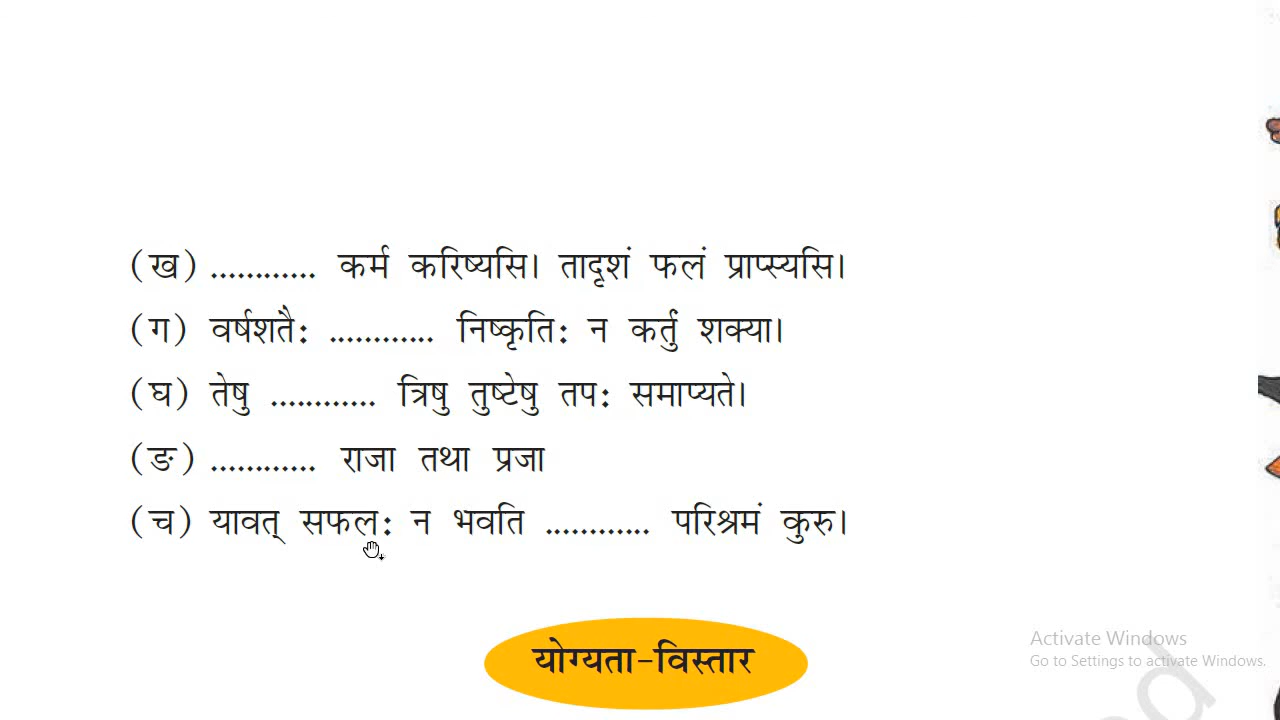 (ख) ............ कर्म करिष्यसि। तादृशं फलं प्राप्स्यसि।
(ग) वर्षशतैः ............ निष्कृतिः न कर्तुं शक्या।
(घ) तेषु ............ त्रिषु तुष्टेषु तपः समाप्यते।
(ङ) ............ राजा तथा प्रजा
(च) यावत् सफलः न भवति ............ परिश्रमं कुरु।
योग्यता-विस्तार
Activate Windows
Go to Settings to activate Windows.